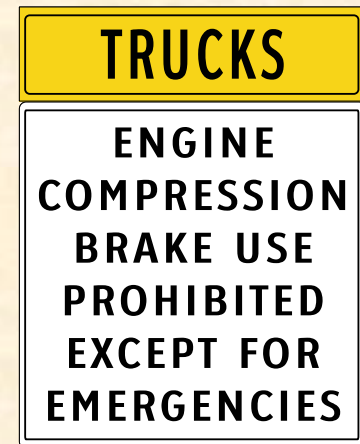 TRUCKS
ENGINE
COMPRESSION
BRAKE USE
PROHIBITED
EXCEPT FOR
EMERGENCIES